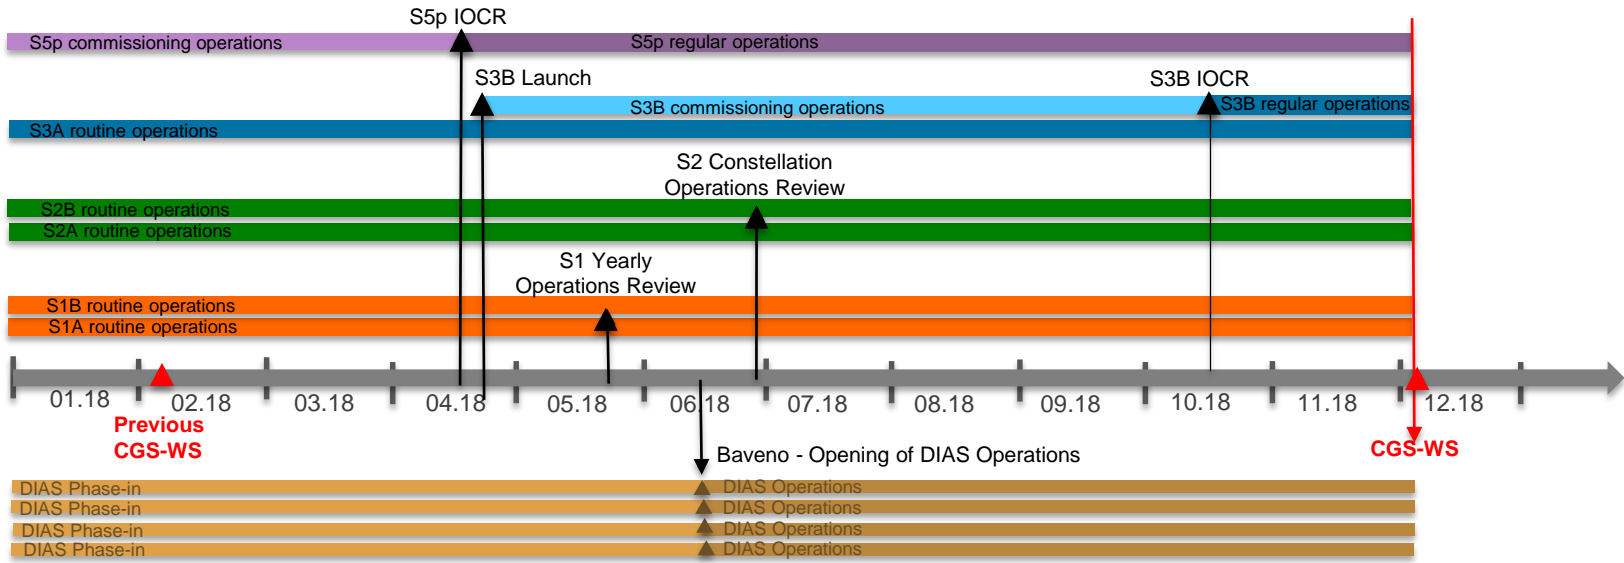 S5p IOCR
S5p commissioning operations
S5p regular operations
S3B Launch
S3B IOCR
S3B commissioning operations
S3B regular operations
S3A routine operations
S2 Constellation
Operations Review
S2B routine operations
S2A routine operations
S1 Yearly
Operations Review
S1B routine operations
S1A routine operations
01.18
02.18
03.18
04.18
05.18
06.18
07.18
08.18
09.18
10.18
11.18
12.18
Previous
CGS-WS
CGS-WS
Baveno - Opening of DIAS Operations
DIAS Phase-in
DIAS Operations
DIAS Phase-in
DIAS Operations
DIAS Phase-in
DIAS Operations
DIAS Phase-in
DIAS Operations